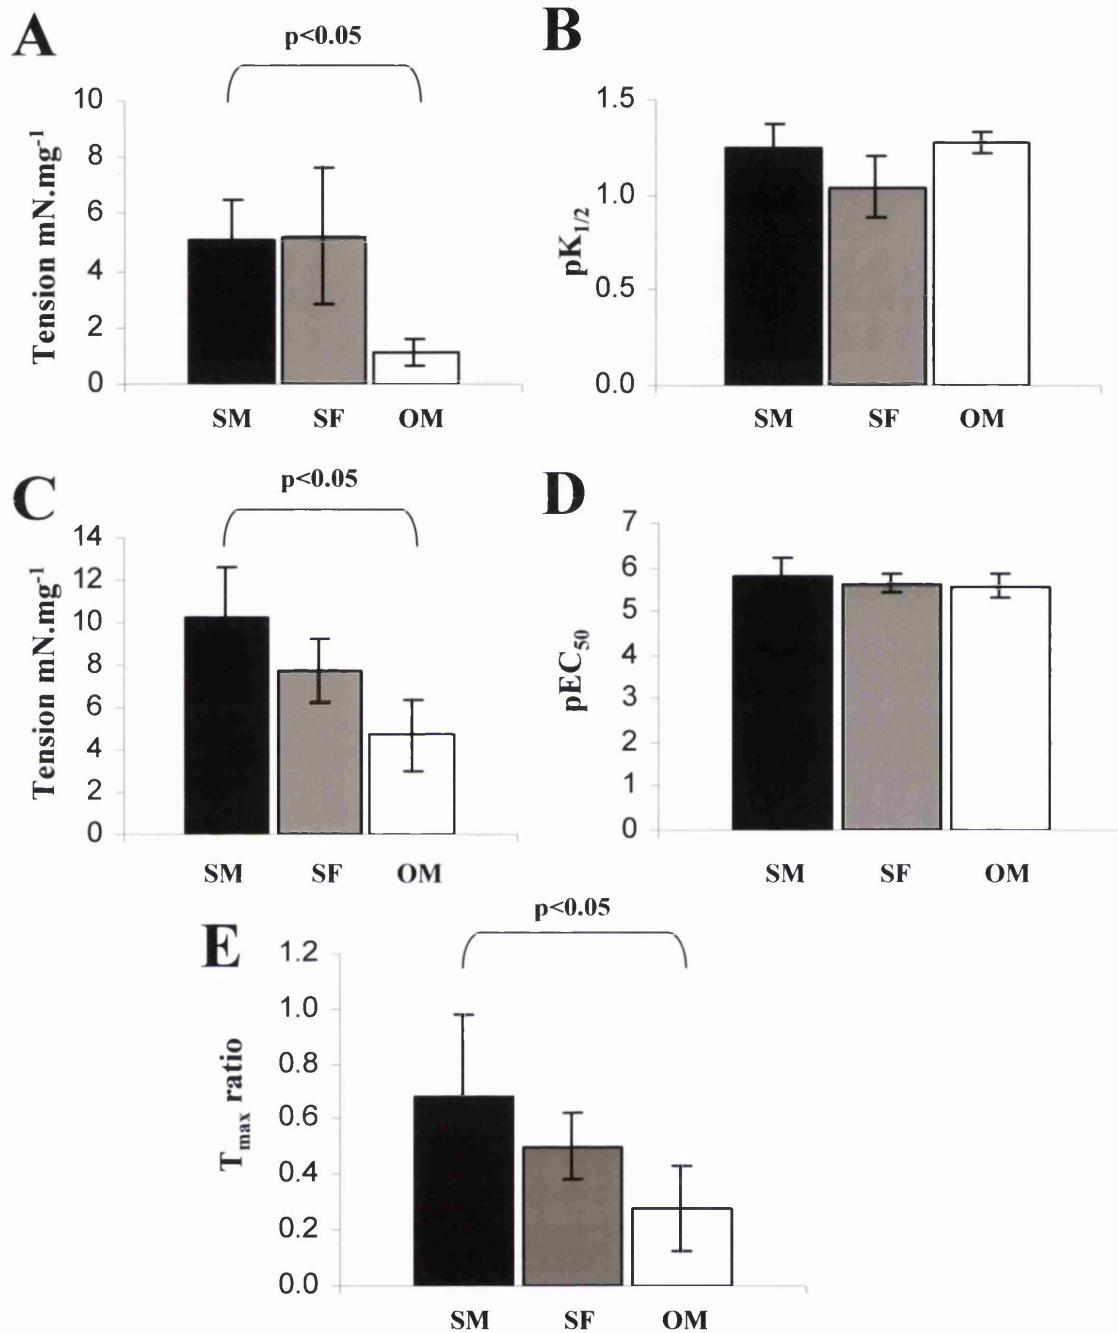 A
p<0.05
Tension mN.mg-1
10
8
6
4
2
0
SM SF OM
B
pK1/2
1.5
1.0
0.5
0.0
SM SF OM
C
p<0.05
Tension mN.mg-1
14
12
10
8
6
4
2
0
SM SF OM
D
pEC50
7
6
5
4
3
2
1
0
SM SF OM
E
p<0.05
Tmax ratio
1.2
1.0
0.8
0.6
0.4
0.2
0.0
SM SF OM